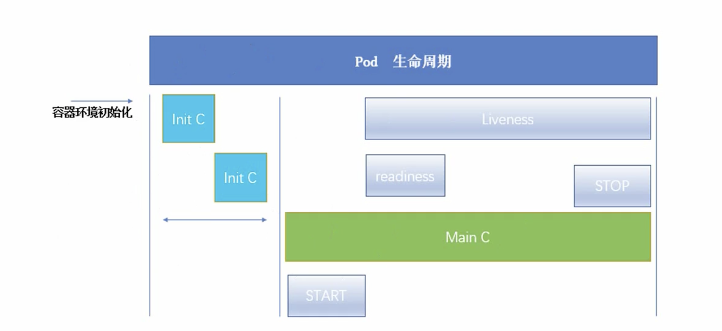 Pod 生命周期
容器环境初始化
Init C
Liveness
Init C
readiness
STOP
Main C
START